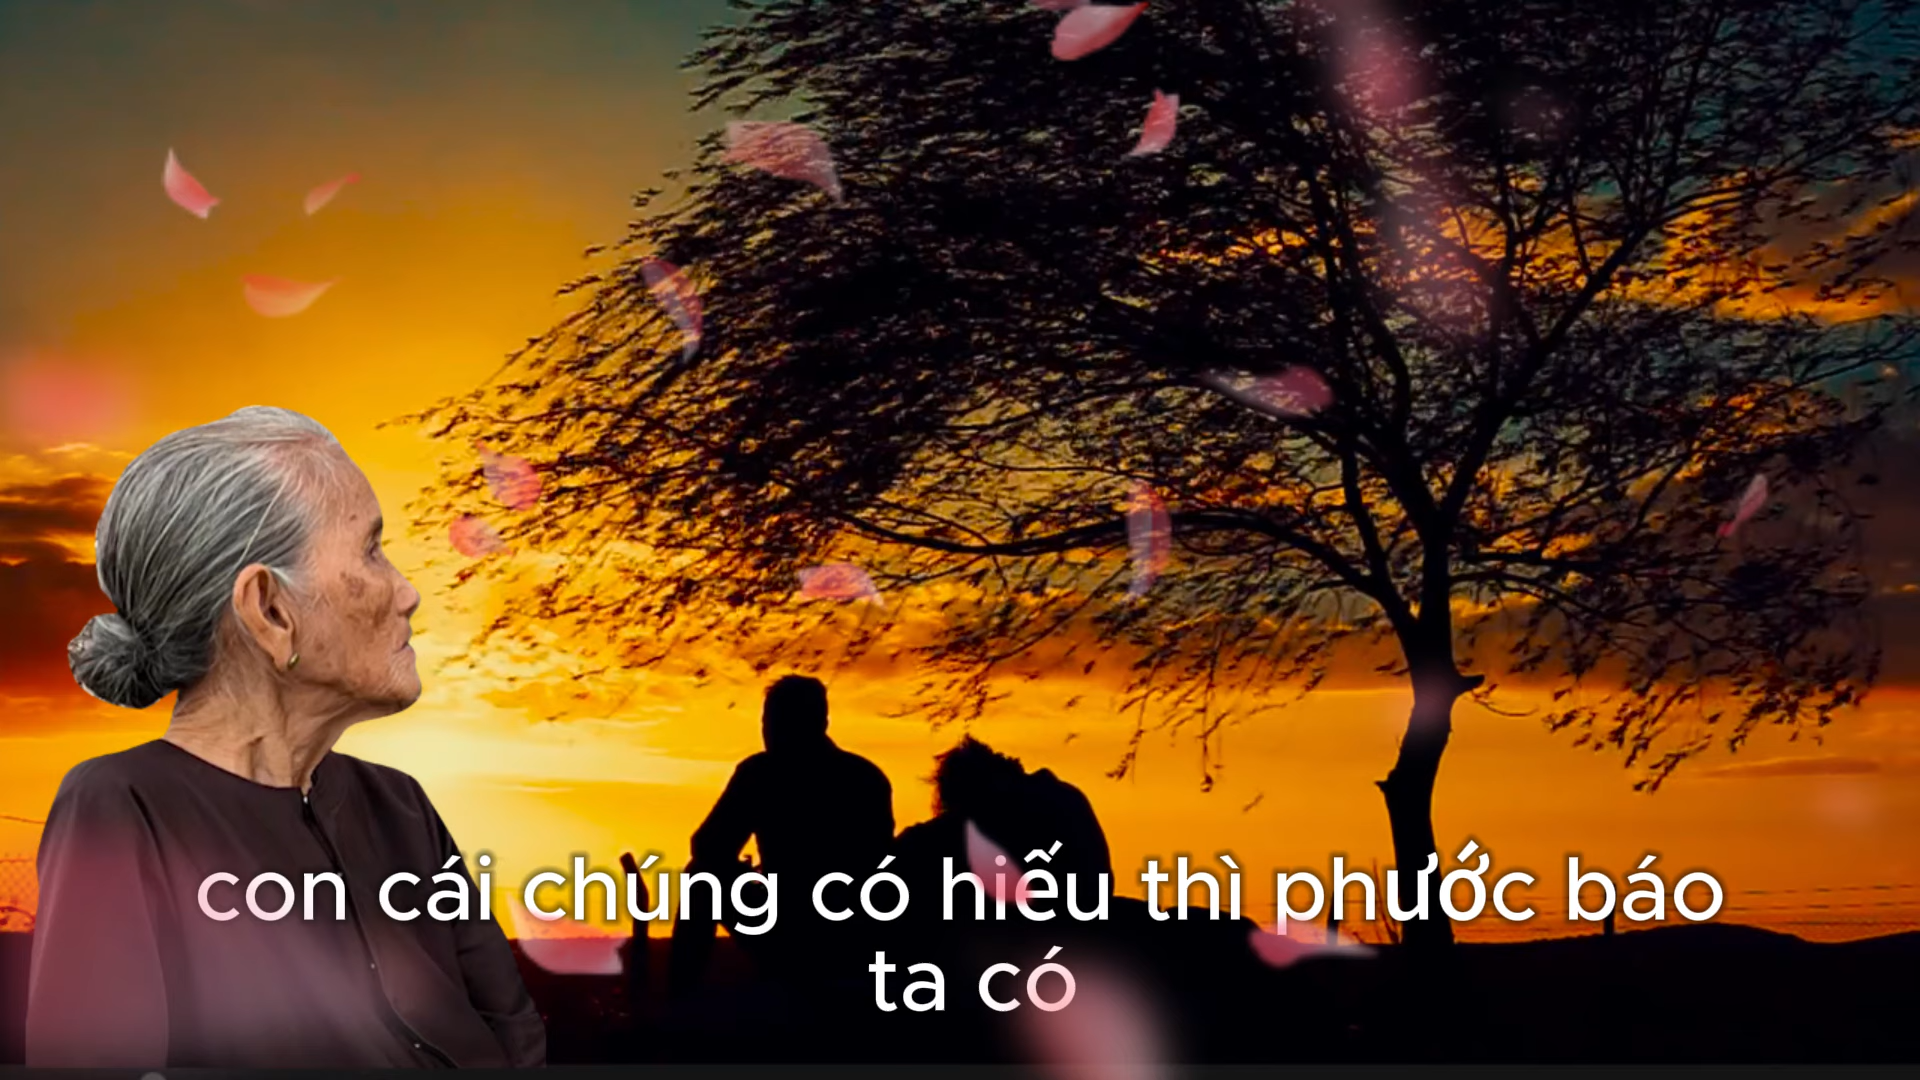 con cái chúng có hiếu thì phước báo
ta có